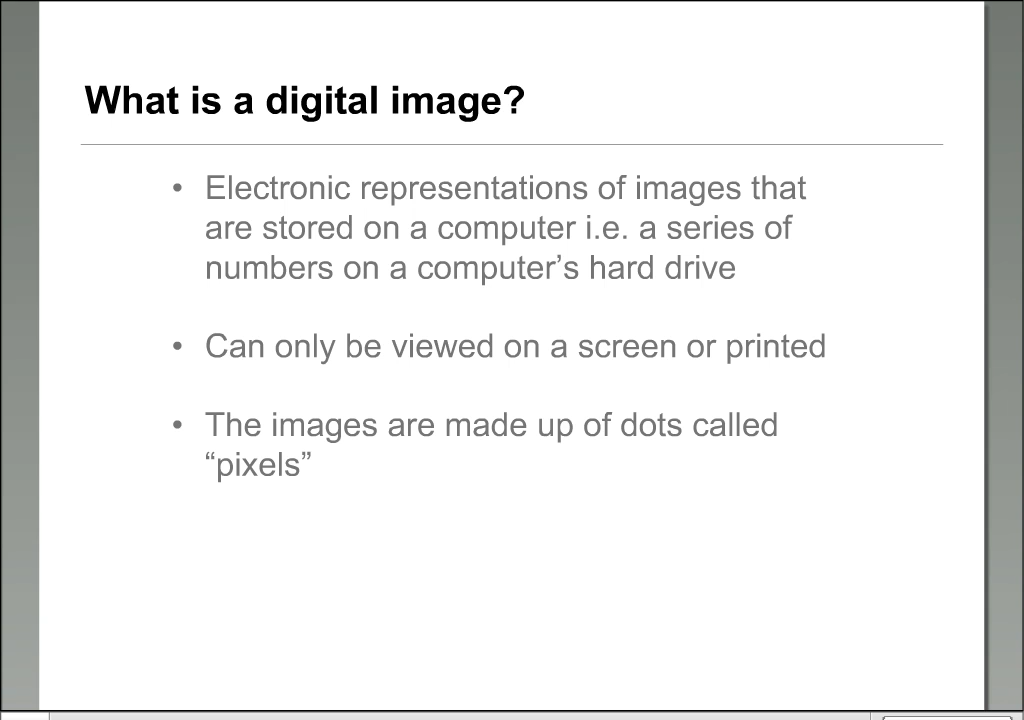 What is a digital image?
• Electronic representations of images that
are stored on a computer i.e. a series of
numbers on a computer’s hard drive
• Can only be viewed on a screen or printed
• The images are made up of dots called
“pixels”